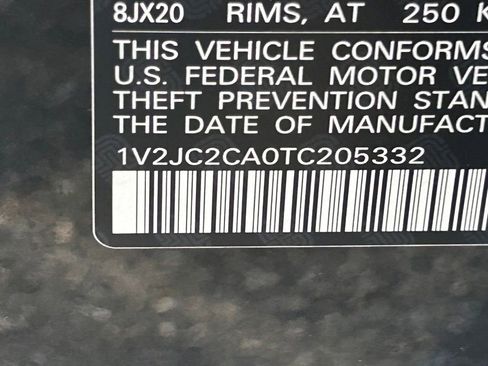 8JX20 RIMS, AT 250 K
THIS VEHICLE CONFORMS
U.S. FEDERAL MOTOR VE
THEFT PREVENTION STAN
THE DATE OF MANUFACT
1V2JC2CA0TC205332